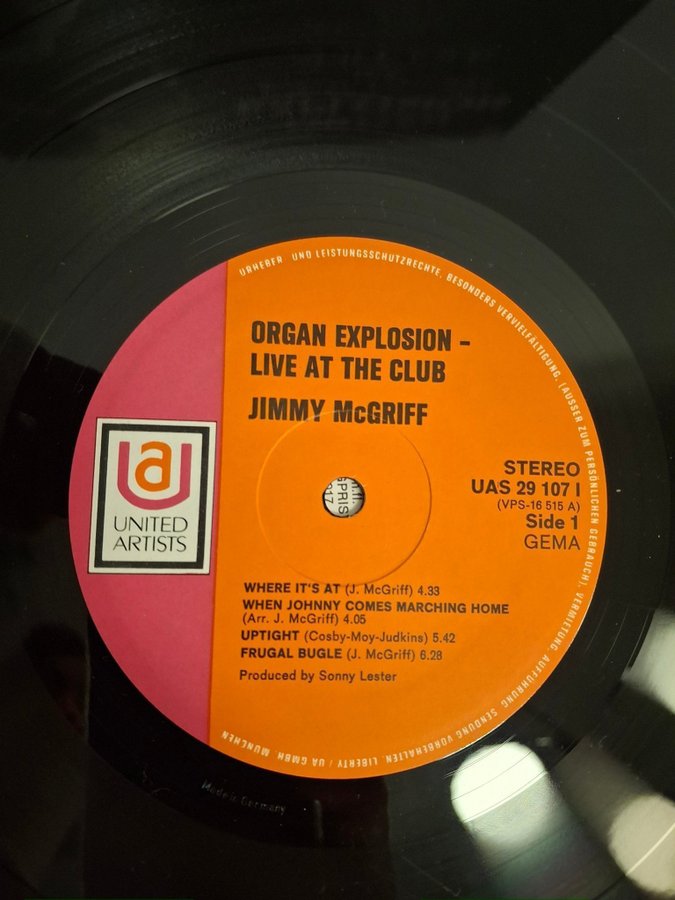 URHEBER UND LEISTUNGSSCHUTZRECHTE, BESONDERS VERVIELFÄLTIGUNG, (AUSSER ZUM PERSÖNLICHEN GEBRAUCH), VERMIETUNG, AUFFÜHRUNG, SENDUNG VORBEHALTEN. LIBERTY / UA GMBH, MÜNCHEN
ORGAN EXPLOSION –
LIVE AT THE CLUB
JIMMY McGRIFF
ua
UNITED
ARTISTS
STEREO
UAS 29 107 I
(VPS-16 515 A)
Side 1
GEMA
WHERE IT'S AT (J. McGriff) 4.33
WHEN JOHNNY COMES MARCHING HOME
(Arr. J. McGriff) 4.05
UPTIGHT (Cosby-Moy-Judkins) 5.42
FRUGAL BUGLE (J. McGriff) 6.28
Produced by Sonny Lester
Made in Germany